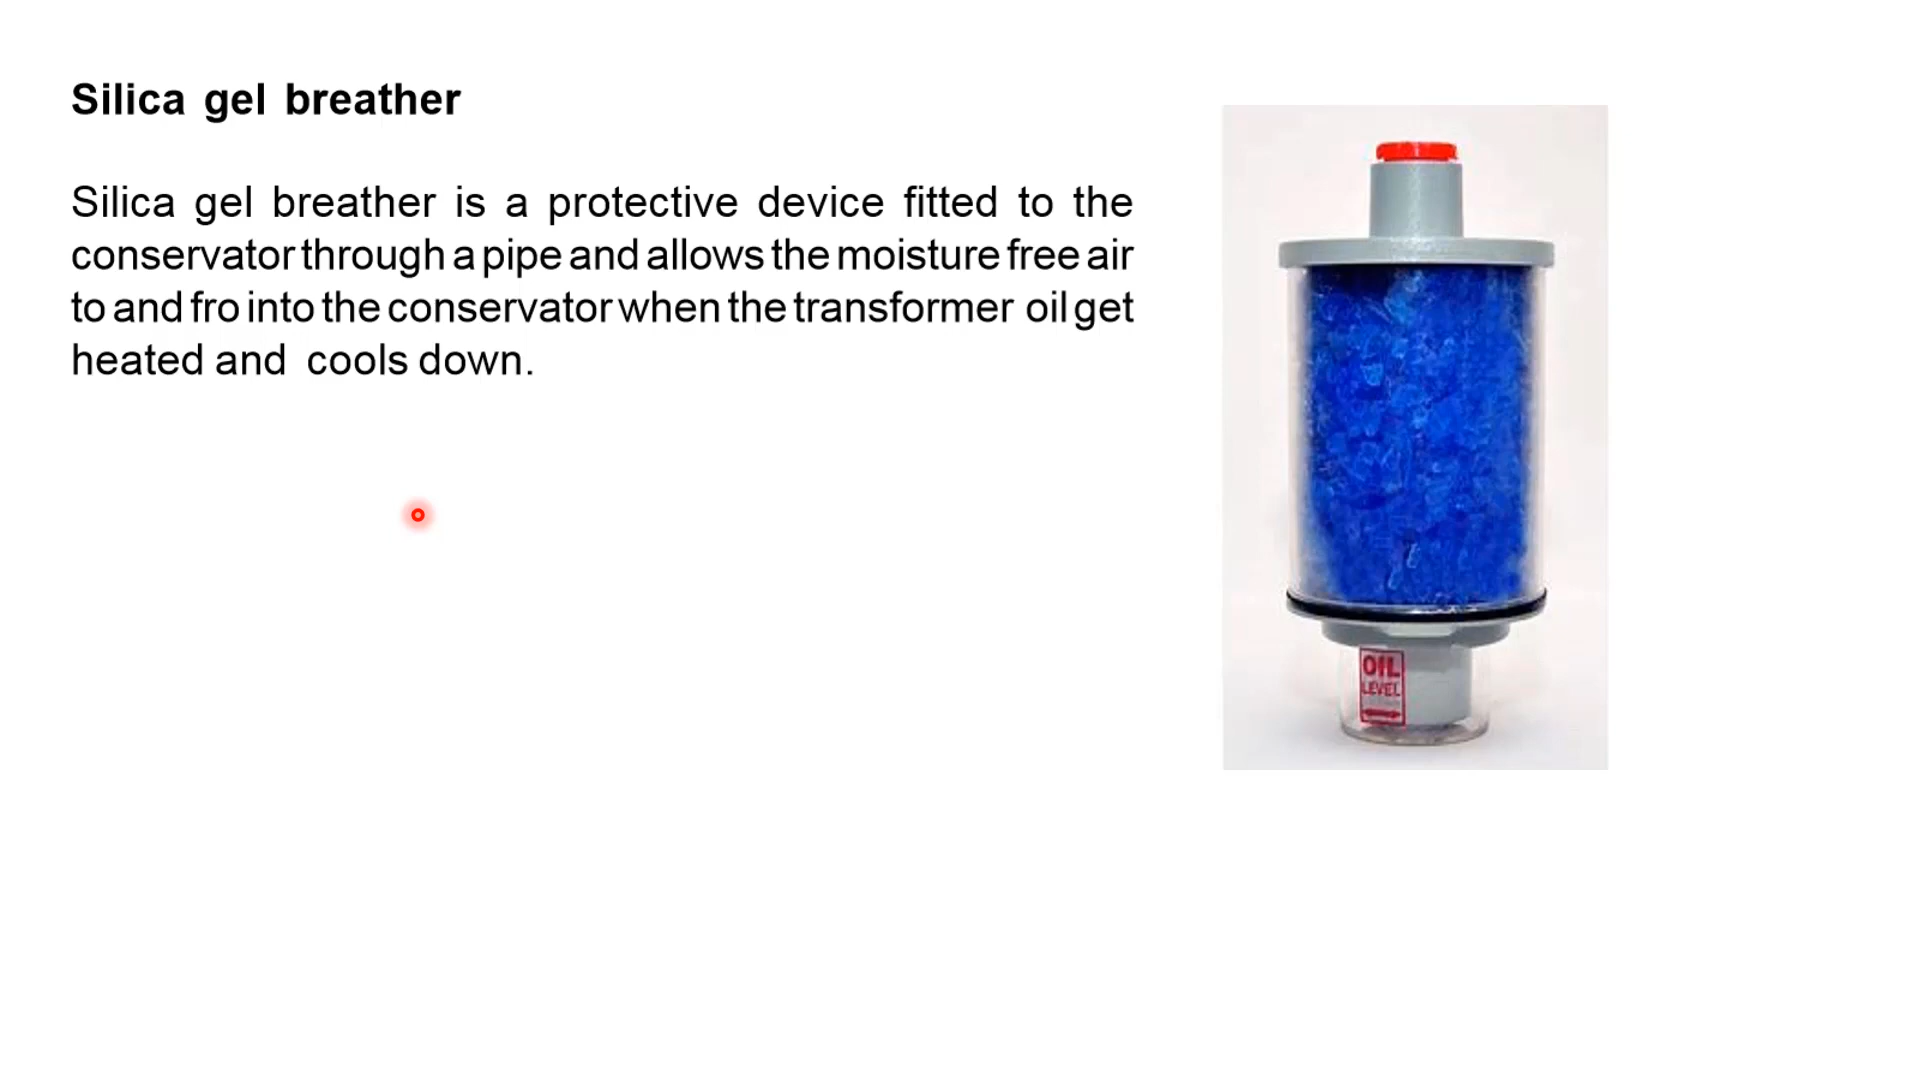 Silica gel breather
Silica gel breather is a protective device fitted to the
conservator through a pipe and allows the moisture free air
to and fro into the conservator when the transformer oil get
heated and cools down.
OIL
LEVEL